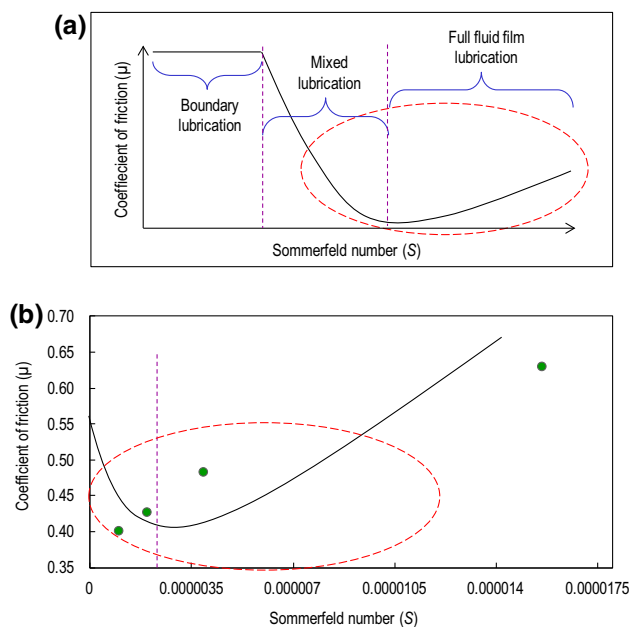 (a)
Coeffiecient of friction (μ)
Boundary
lubrication
Mixed
lubrication
Full fluid film
lubrication
Sommerfeld number (S)
(b)
Coefficient of friction (μ)
0.70
0.65
0.60
0.55
0.50
0.45
0.40
0.35
0
0.0000035
0.000007
0.0000105
0.000014
0.0000175
Sommerfeld number (S)